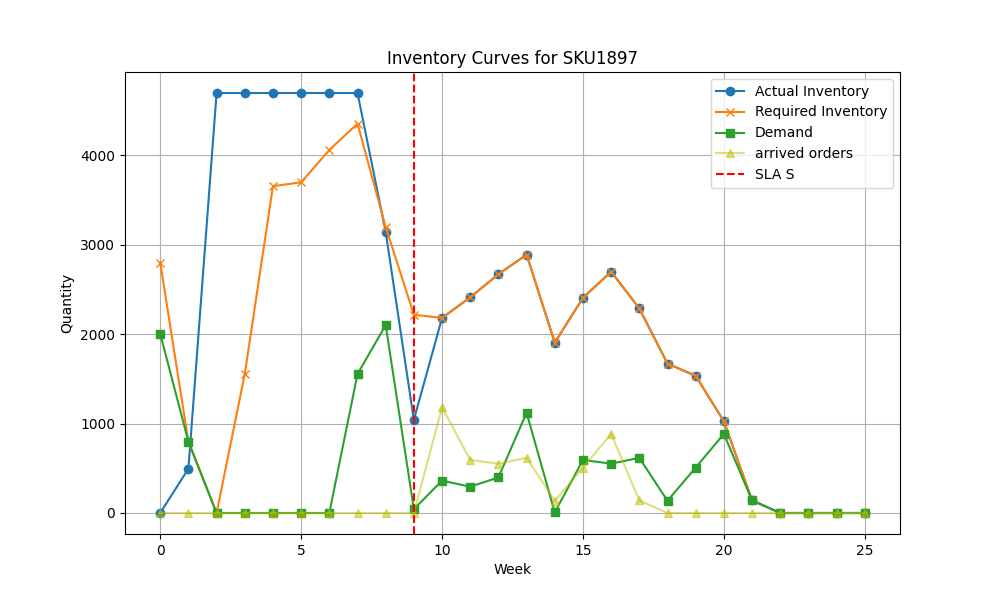 Inventory Curves for SKU1897
Actual Inventory
Required Inventory
Demand
arrived orders
SLA S
Quantity
4000
3000
2000
1000
0
0 5 10 15 20 25
Week